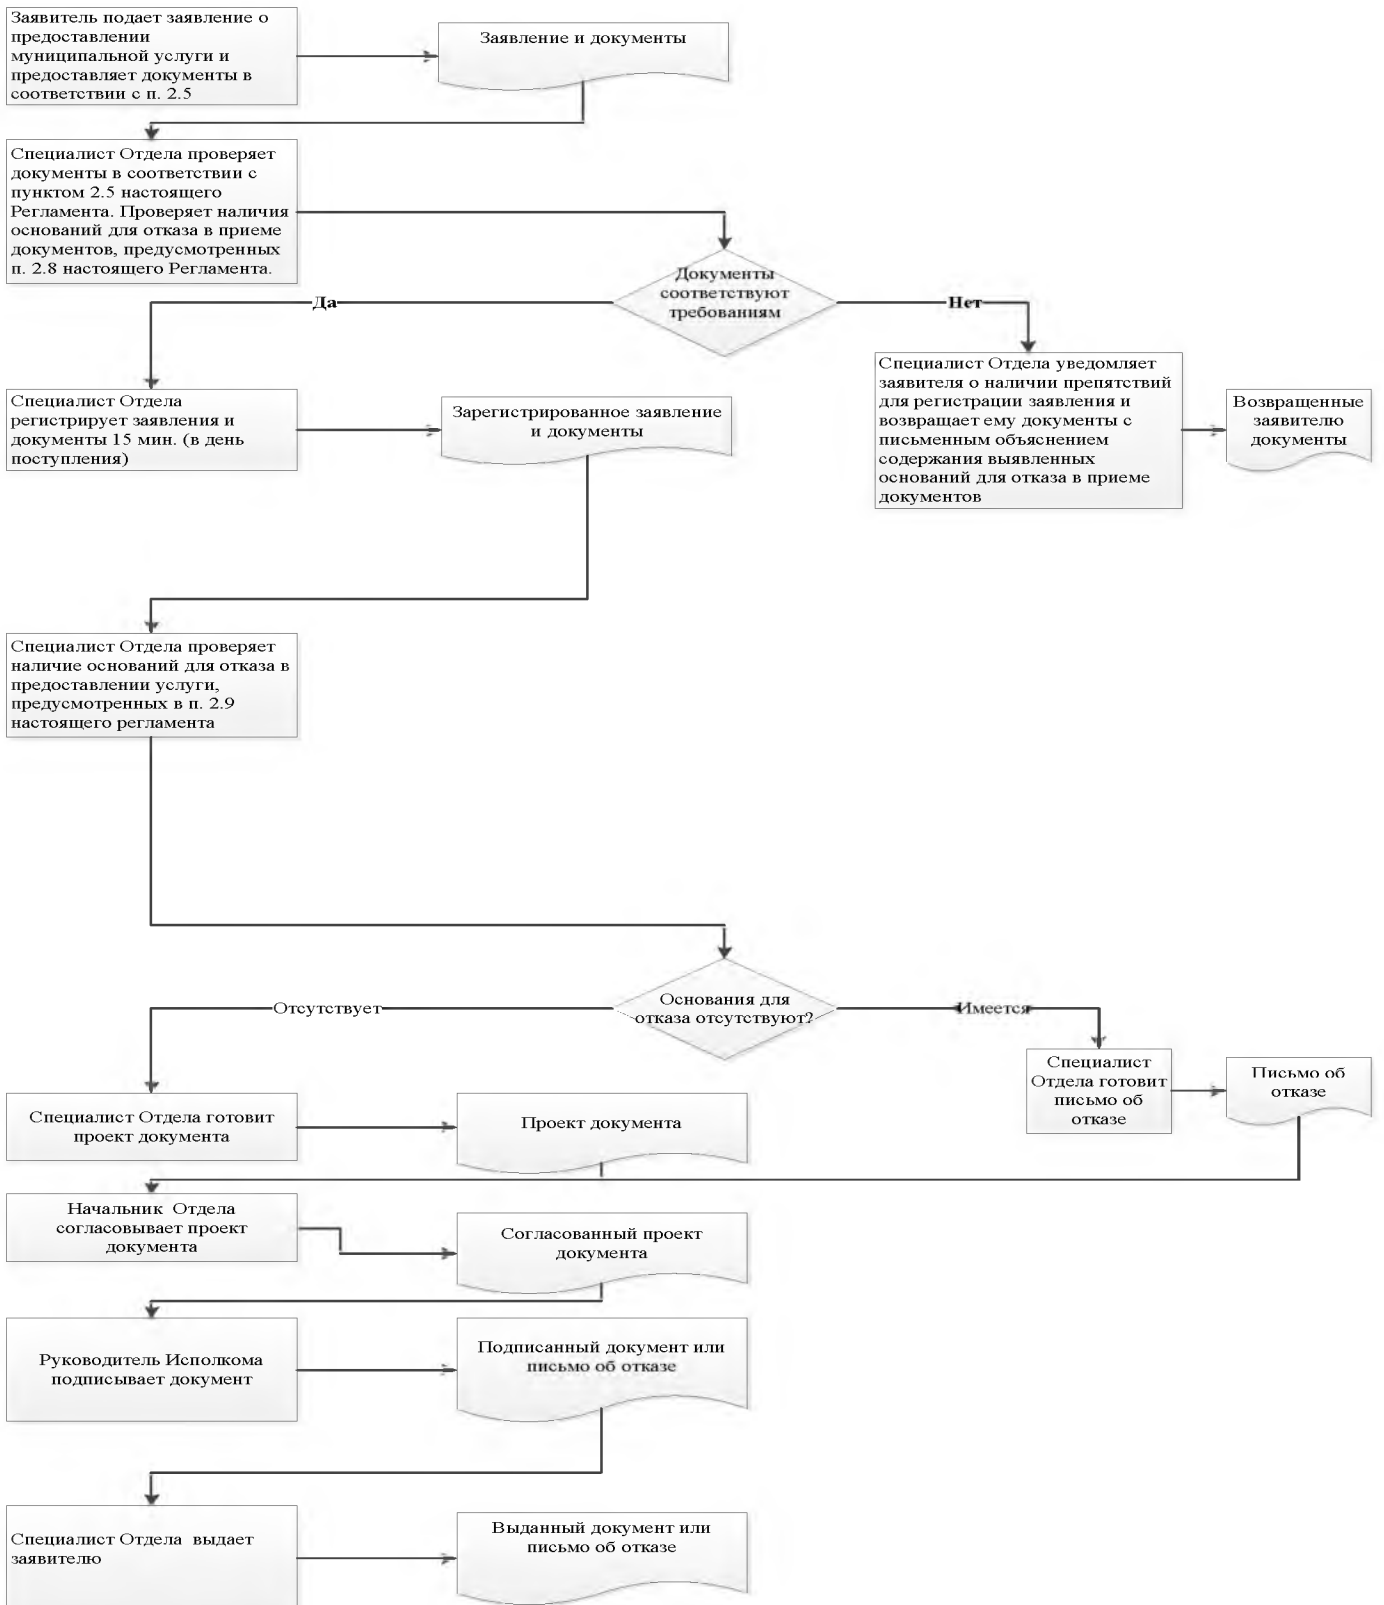 Заявитель подает заявление о
предоставлении
муниципальной услуги и
предоставляет документы в
соответствии с п. 2.5
Заявление и документы
Специалист Отдела проверяет
документы в соответствии с
пунктом 2.5 настоящего
Регламента. Проверяет наличия
оснований для отказа в приеме
документов, предусмотренных
п. 2.8 настоящего Регламента.
Документы
соответствуют
требованиям
Да
Нет
Специалист Отдела
регистрирует заявления и
документы 15 мин. (в день
поступления)
Зарегистрированное заявление
и документы
Специалист Отдела уведомляет
заявителя о наличии препятствий
для регистрации заявления и
возвращает ему документы с
письменным объяснением
содержания выявленных
оснований для отказа в приеме
документов
Возвращенные
заявителю
документы
Специалист Отдела проверяет
наличие оснований для отказа в
предоставлении услуги,
предусмотренных в п. 2.9
настоящего регламента
Основания для
отказа отсутствуют?
Отсутствует
Имеется
Специалист
Отдела готовит
письмо об
отказе
Письмо об
отказе
Специалист Отдела готовит
проект документа
Проект документа
Начальник Отдела
согласовывает проект
документа
Согласованный проект
документа
Руководитель Исполкома
подписывает документ
Подписанный документ или
письмо об отказе
Специалист Отдела выдает
заявителю
Выданный документ или
письмо об отказе